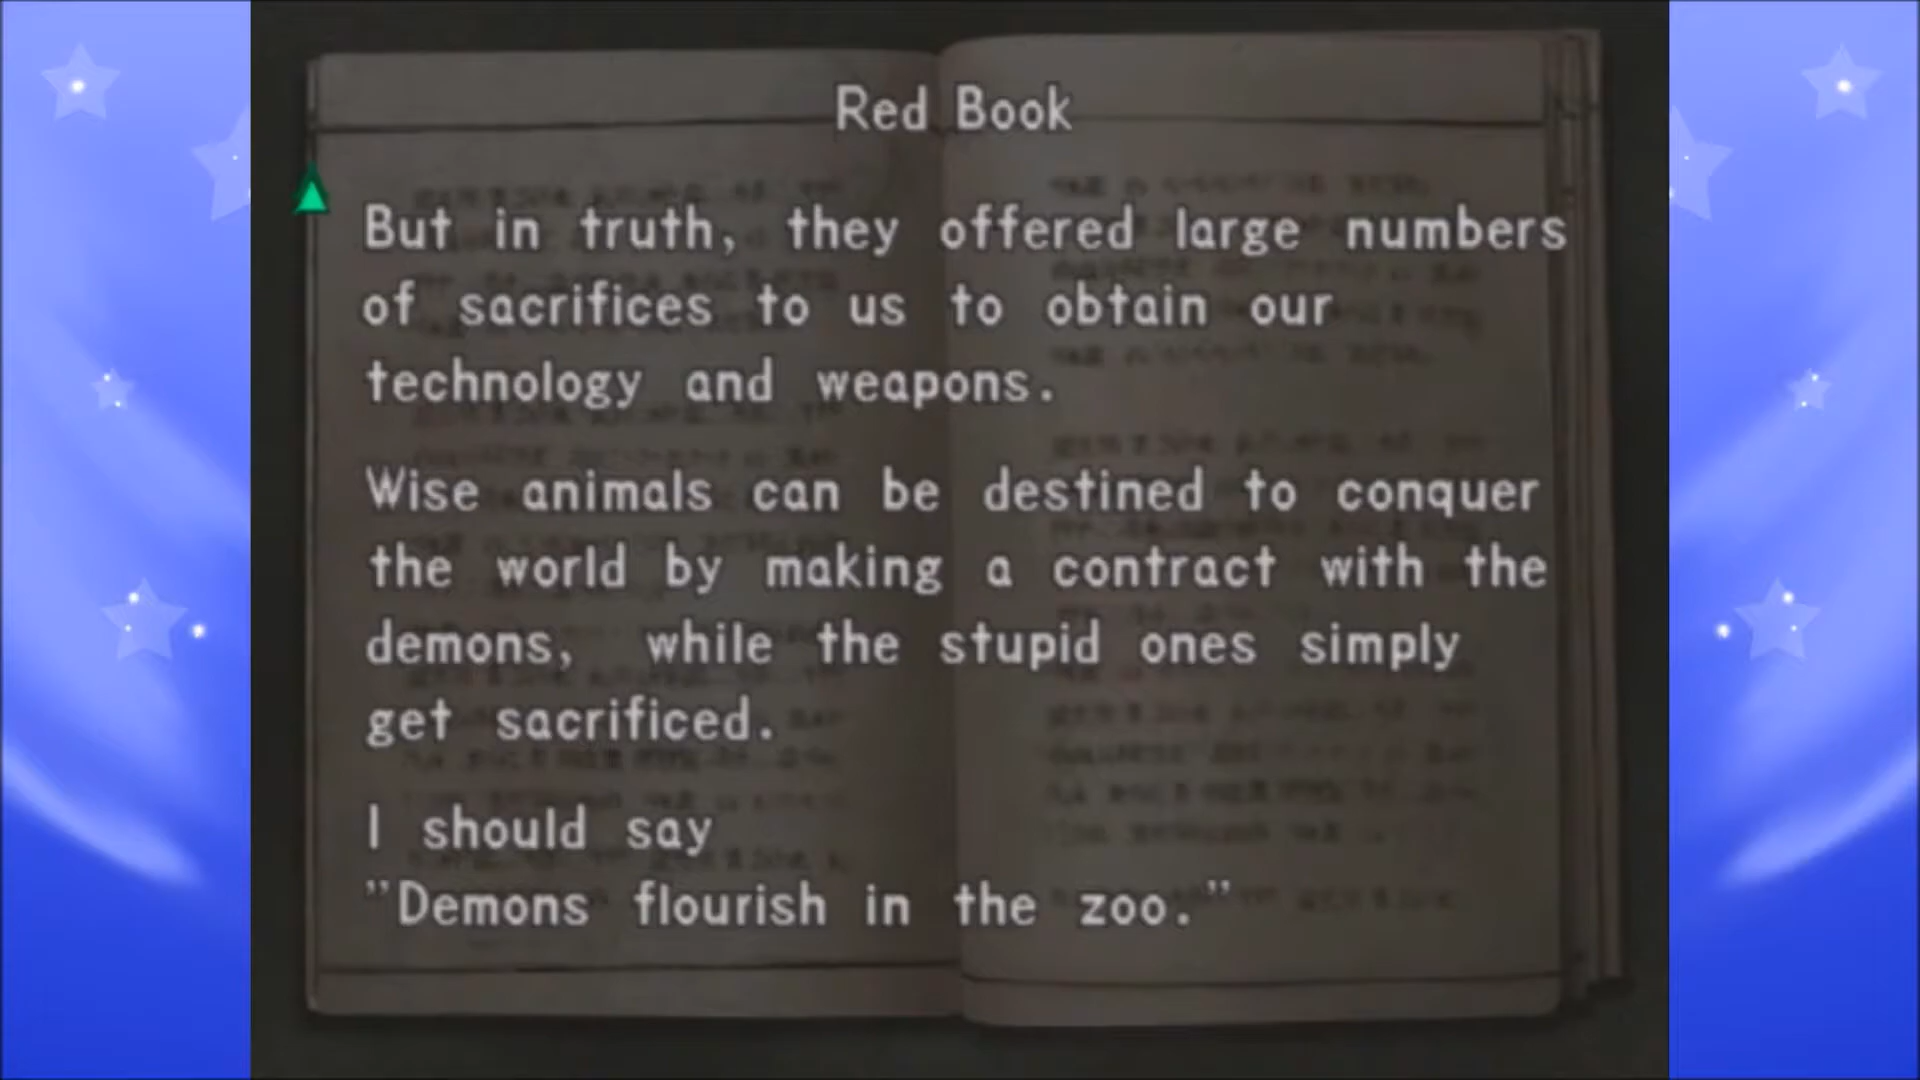 Red Book
But in truth, they offered large numbers
of sacrifices to us to obtain our
technology and weapons.
Wise animals can be destined to conquer
the world by making a contract with the
demons, while the stupid ones simply
get sacrificed.
I should say
"Demons flourish in the zoo."